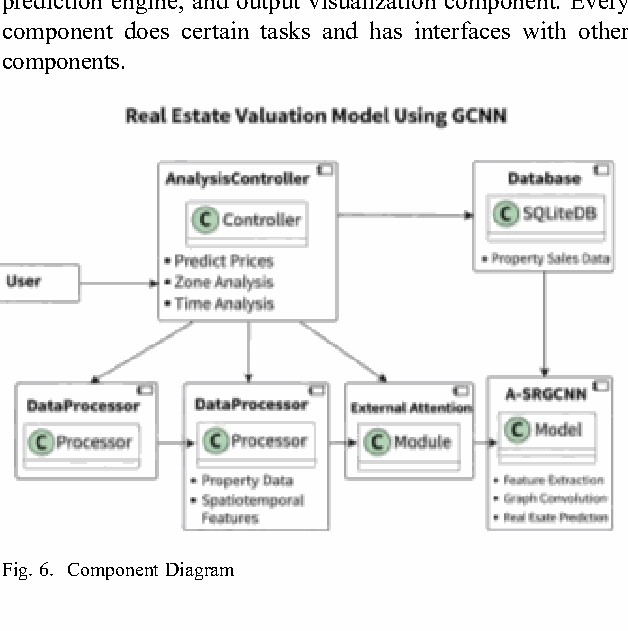 prediction engine, and output visualization component. Every
component does certain tasks and has interfaces with other
components.
Real Estate Valuation Model Using GCNN
AnalysisController
C Controller
• Predict Prices
• Zone Analysis
• Time Analysis
Database
C SQLiteDB
• Property Sales Data
User
DataProcessor
C Processor
DataProcessor
C Processor
• Property Data
• Spatiotemporal
Features
External Attention
C Module
A-SRGCNN
C Model
• Feature Extraction
• Graph Convolution
• Real Esate Prediction
Fig. 6. Component Diagram